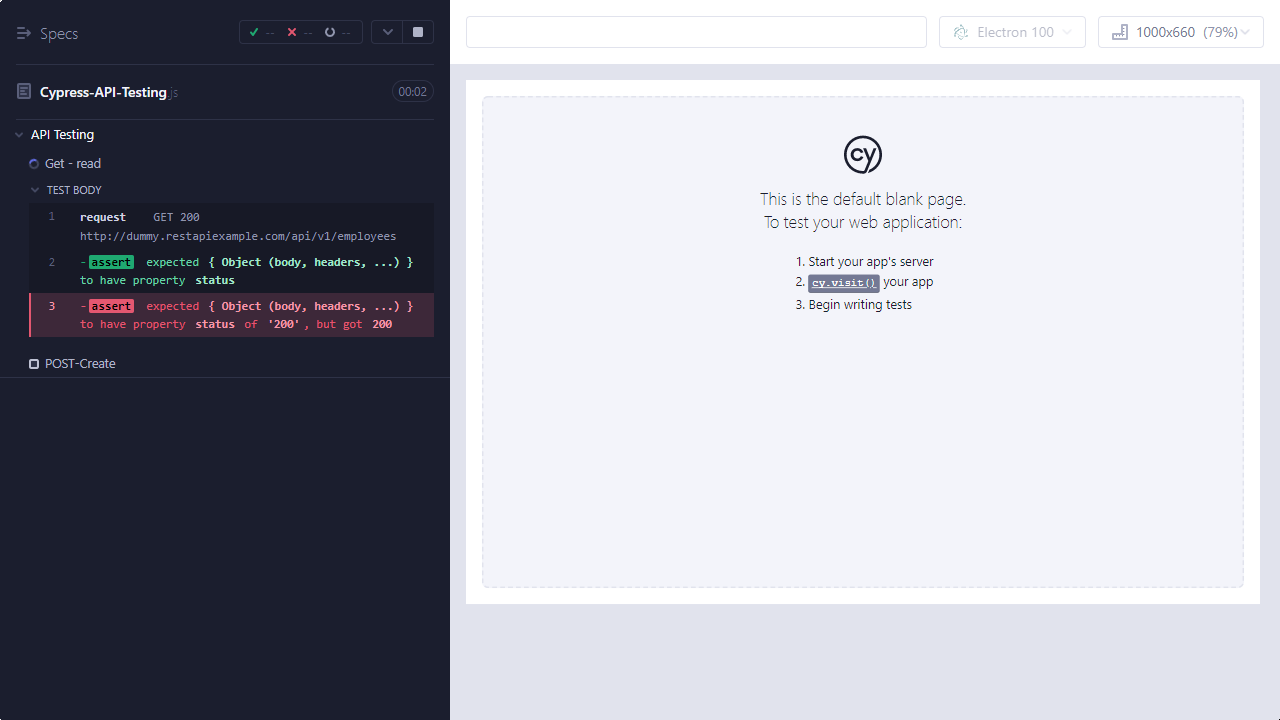 Specs
-- -- --
Cypress-API-Testing.js 00:02
API Testing
Get - read
TEST BODY
1 request GET 200
http://dummy.restapiexample.com/api/v1/employees
2 -assert expected { Object (body, headers, ...) }
to have property status
3 -assert expected { Object (body, headers, ...) }
to have property status of '200', but got 200
POST-Create
Electron 100
1000x660 (79%)
cy
This is the default blank page.
To test your web application:
1. Start your app's server
2. cy.visit() your app
3. Begin writing tests